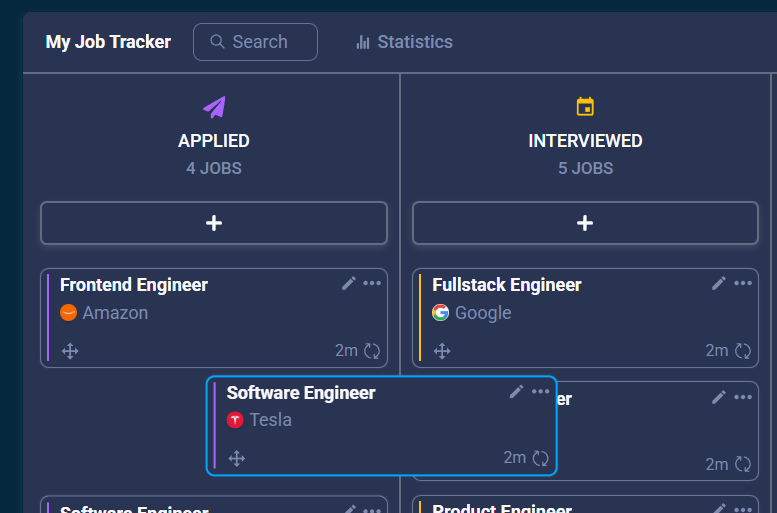 My Job Tracker
Search
Statistics
APPLIED
4 JOBS
+
INTERVIEWED
5 JOBS
+
Frontend Engineer
Amazon
2m
Fullstack Engineer
Google
2m
Software Engineer
Tesla
2m
er
2m
Software Engineer
Product Engineer